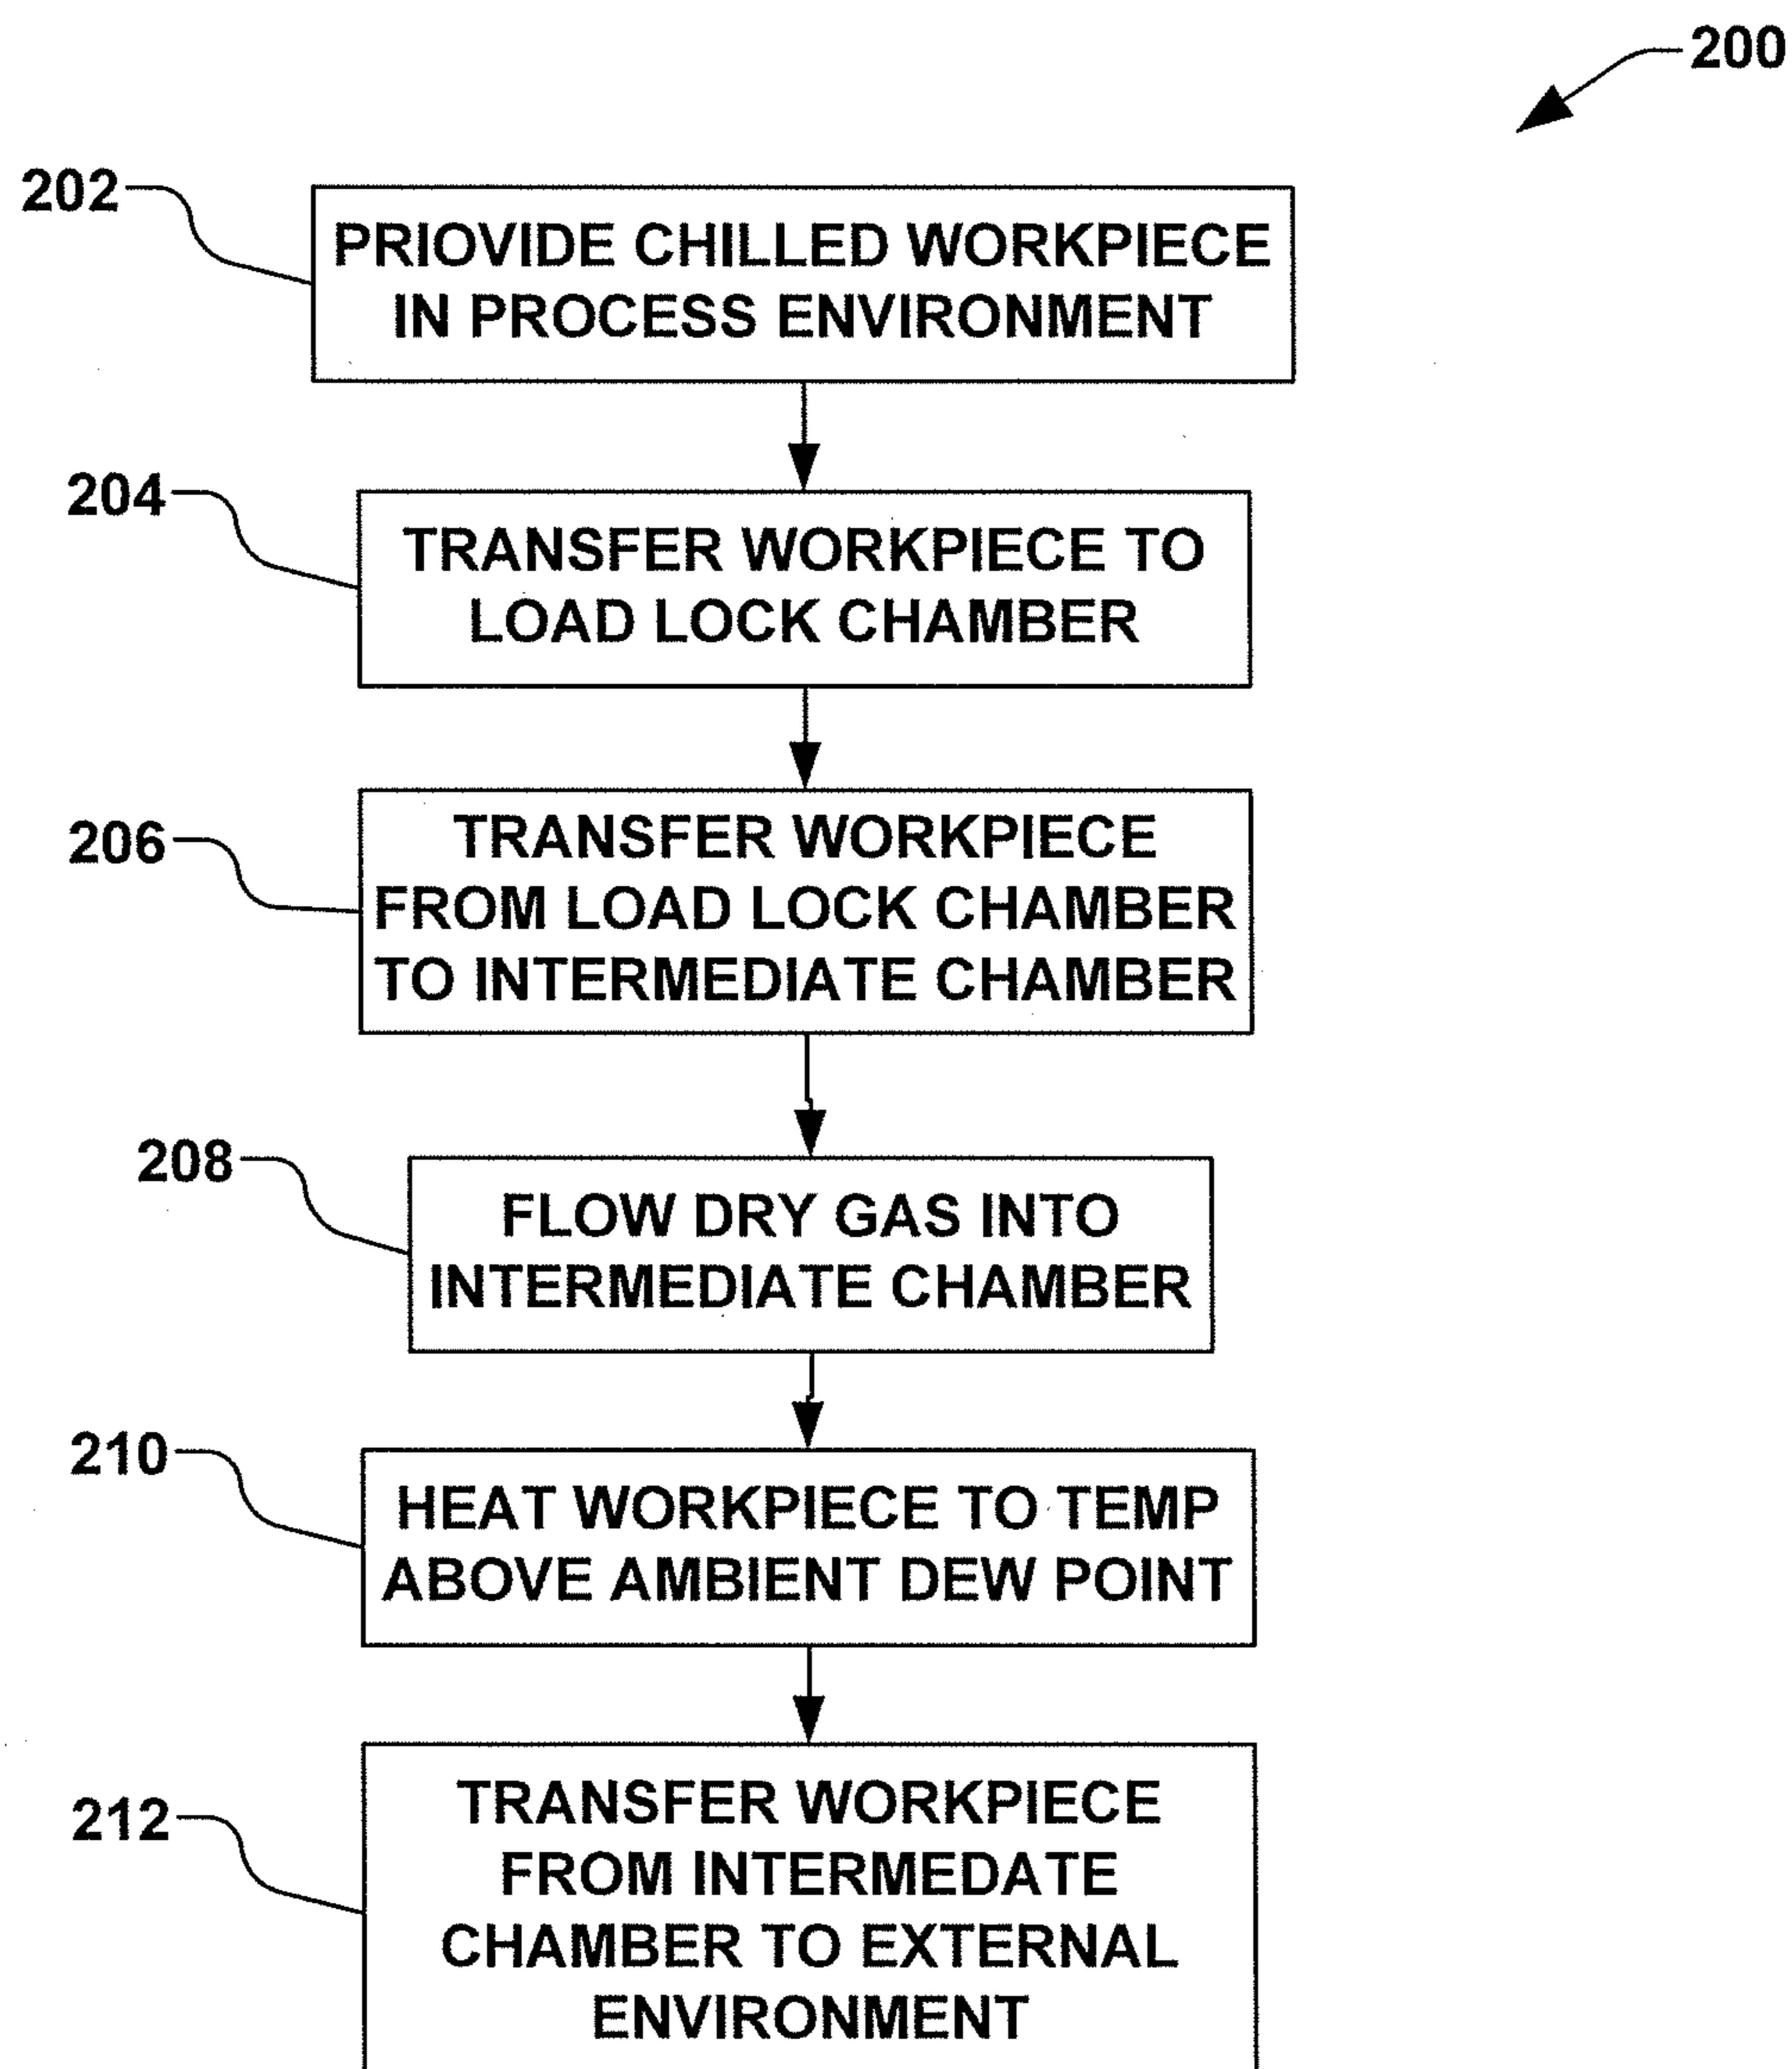 200
202
PRIOVIDE CHILLED WORKPIECE
IN PROCESS ENVIRONMENT
204
TRANSFER WORKPIECE TO
LOAD LOCK CHAMBER
206
TRANSFER WORKPIECE
FROM LOAD LOCK CHAMBER
TO INTERMEDIATE CHAMBER
208
FLOW DRY GAS INTO
INTERMEDIATE CHAMBER
210
HEAT WORKPIECE TO TEMP
ABOVE AMBIENT DEW POINT
212
TRANSFER WORKPIECE
FROM INTERMEDATE
CHAMBER TO EXTERNAL
ENVIRONMENT